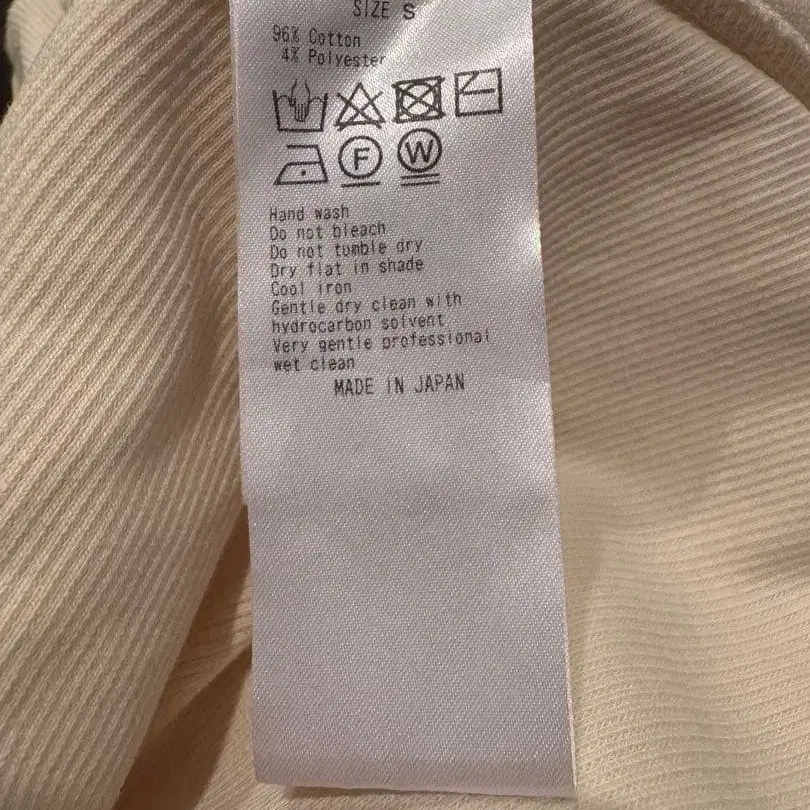 SIZE S
96% Cotton
4% Polyester
F W
Hand wash
Do not bleach
Do not tumble dry
Dry flat in shade
Cool iron
Gentle dry clean with
hydrocarbon solvent
Very gentle professional
wet clean
MADE IN JAPAN